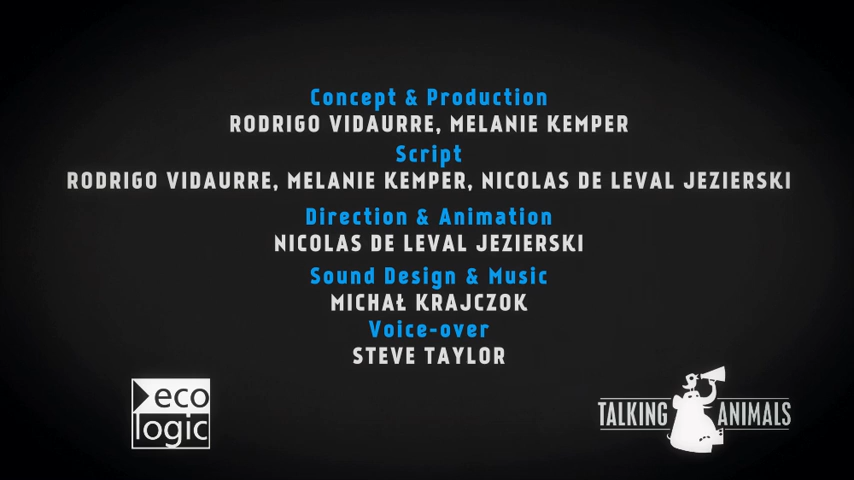 Concept & Production
RODRIGO VIDAURRE, MELANIE KEMPER
Script
RODRIGO VIDAURRE, MELANIE KEMPER, NICOLAS DE LEVAL JEZIERSKI
Direction & Animation
NICOLAS DE LEVAL JEZIERSKI
Sound Design & Music
MICHAŁ KRAJCZOK
Voice-over
STEVE TAYLOR
eco
logic
TALKING ANIMALS